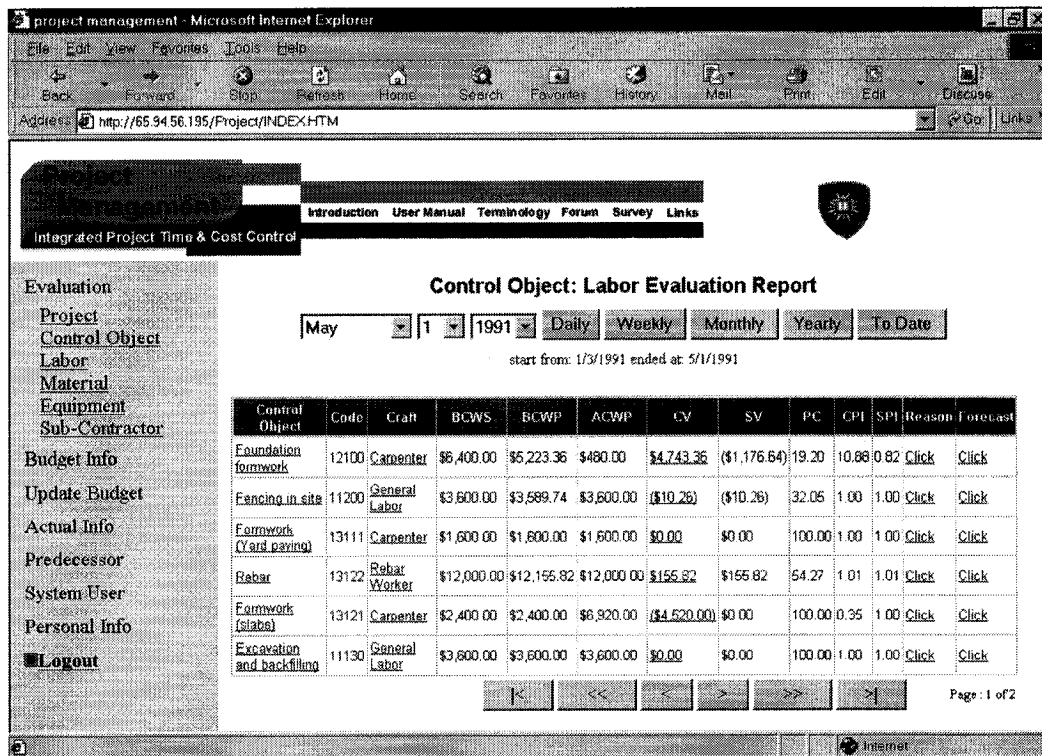 project management - Microsoft Internet Explorer
File Edit View Favorites Tools Help
Back Forward Stop Refresh Home Search Favorites History Mail Print Edit Discuss
Address http://65.94.56.195/Project/INDEX.HTM Go Links
Project
Management
Integrated Project Time & Cost Control
Introduction User Manual Terminology Forum Survey Links
Evaluation
Project
Control Object
Labor
Material
Equipment
Sub-Contractor
Budget Info
Update Budget
Actual Info
Predecessor
System User
Personal Info
Logout
Control Object: Labor Evaluation Report
May 1 1991 Daily Weekly Monthly Yearly To Date
start from: 1/3/1991 ended at: 5/1/1991
Control Object Code Craft BCWS BCWP ACWP CV SV PC CPI SPI Reason Forecast
Foundation formwork 12100 Carpenter $6,400.00 $5,223.36 $480.00 $4,743.36 ($1,176.64) 19.20 10.88 0.82 Click Click
Fencing in site 11200 General Labor $3,600.00 $3,589.74 $3,600.00 ($10.26) ($10.26) 32.05 1.00 1.00 Click Click
Formwork (Yard paving) 13111 Carpenter $1,600.00 $1,600.00 $1,600.00 $0.00 $0.00 100.00 1.00 1.00 Click Click
Rebar 13122 Rebar Worker $12,000.00 $12,155.82 $12,000.00 $155.82 $155.82 54.27 1.01 1.01 Click Click
Formwork (slabs) 13121 Carpenter $2,400.00 $2,400.00 $6,920.00 ($4,520.00) $0.00 100.00 0.35 1.00 Click Click
Excavation and backfilling 11130 General Labor $3,600.00 $3,600.00 $3,600.00 $0.00 $0.00 100.00 1.00 1.00 Click Click
|< << < > >> >| Page : 1 of 2
Internet